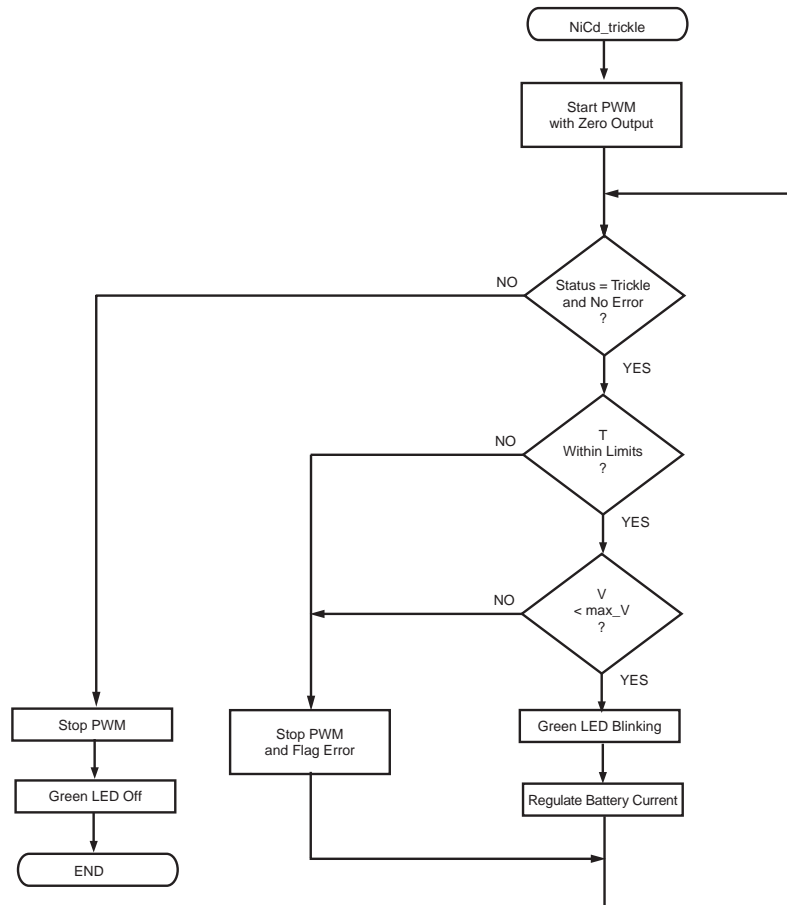 NiCd_trickle
Start PWM
with Zero Output
NO
Status = Trickle
and No Error
?
YES
NO
T
Within Limits
?
YES
NO
V
< max_V
?
YES
Stop PWM
Stop PWM
and Flag Error
Green LED Blinking
Green LED Off
Regulate Battery Current
END